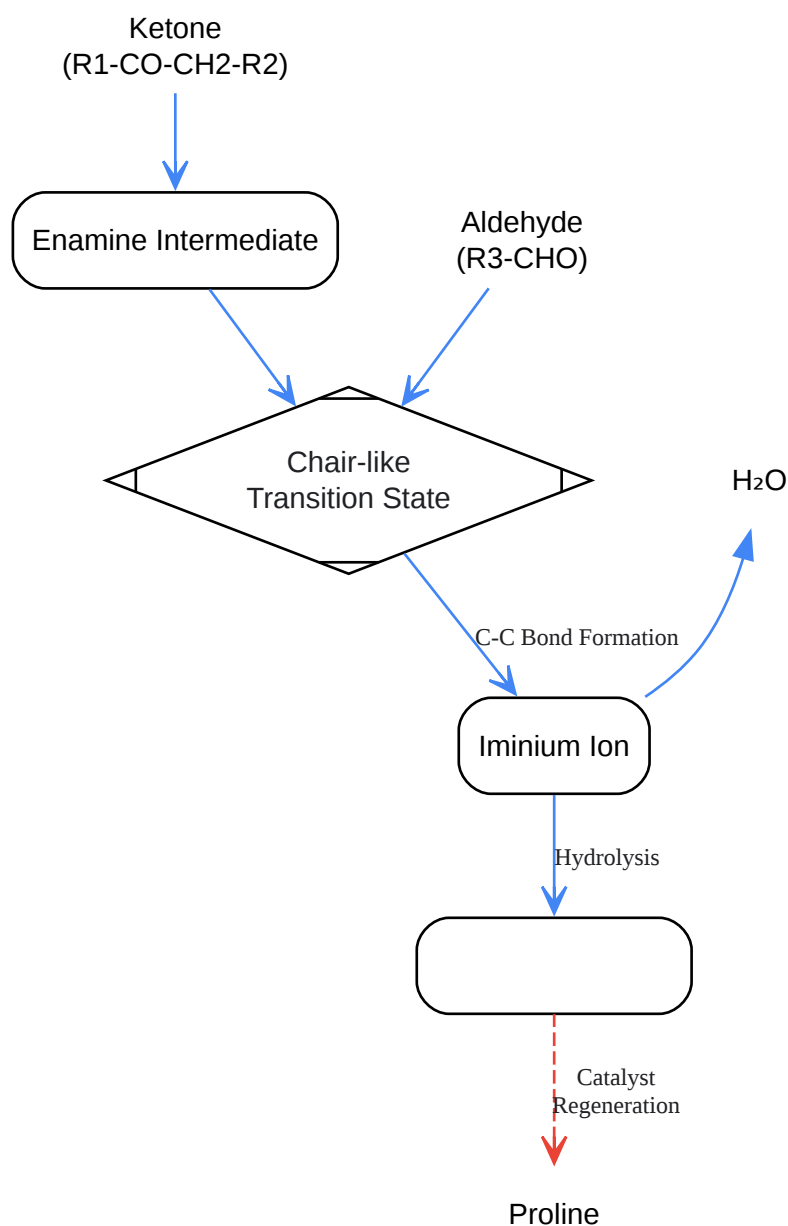 Ketone
(R1-CO-CH2-R2)
Enamine Intermediate
Aldehyde
(R3-CHO)
Chair-like
Transition State
H₂O
C-C Bond Formation
Iminium Ion
Hydrolysis
Catalyst
Regeneration
Proline